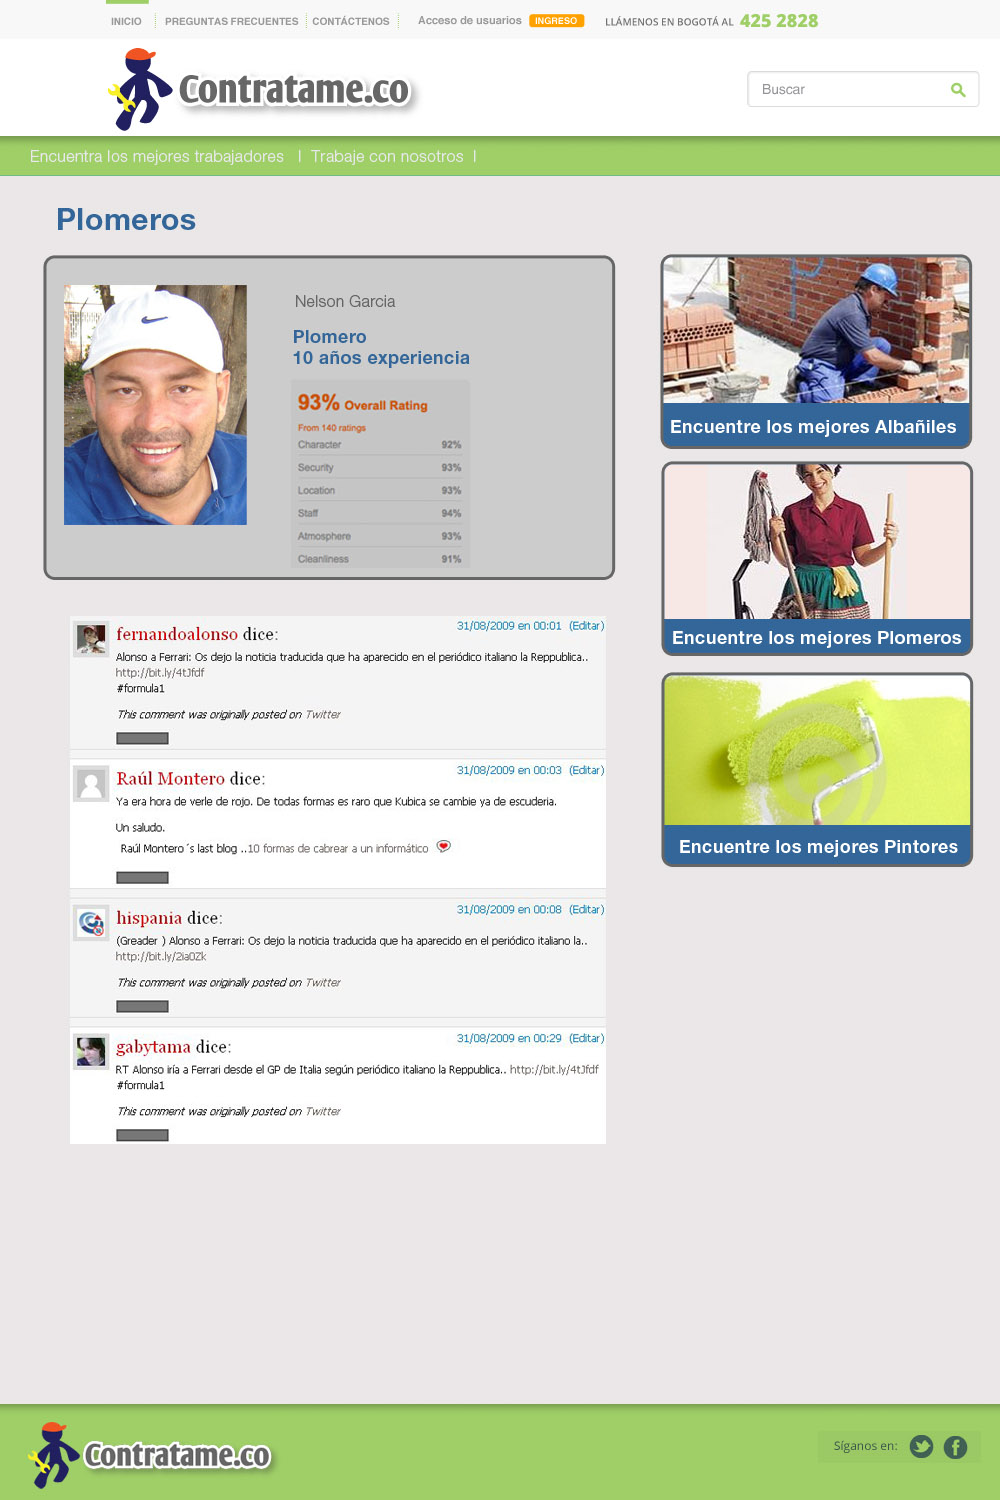 INICIO
PREGUNTAS FRECUENTES
CONTÁCTENOS
Acceso de usuarios
INGRESO
LLÁMENOS EN BOGOTÁ AL 425 2828
Contratame.co
Buscar
Encuentra los mejores trabajadores | Trabaje con nosotros |
Plomeros
Nelson Garcia
Plomero
10 años experiencia
93% Overall Rating
From 140 ratings
Character 92%
Security 93%
Location 93%
Staff 94%
Atmosphere 93%
Cleanliness 91%
Encuentre los mejores Albañiles
Encuentre los mejores Plomeros
Encuentre los mejores Pintores
fernandoalonso dice:
31/08/2009 en 00:01 (Editar)
Alonso a Ferrari: Os dejo la noticia traducida que ha aparecido en el periódico italiano la Reppublica..
http://bit.ly/4tJfdf
#formula1
This comment was originally posted on Twitter
Raúl Montero dice:
31/08/2009 en 00:03 (Editar)
Ya era hora de verle de rojo. De todas formas es raro que Kubica se cambie ya de escuderia.
Un saludo.
Raúl Montero´s last blog ..10 formas de cabrear a un informático
hispania dice:
31/08/2009 en 00:08 (Editar)
(Greader ) Alonso a Ferrari: Os dejo la noticia traducida que ha aparecido en el periódico italiano la..
http://bit.ly/2ia0Zk
This comment was originally posted on Twitter
gabytama dice:
31/08/2009 en 00:29 (Editar)
RT Alonso iría a Ferrari desde el GP de Italia según periódico italiano la Reppublica.. http://bit.ly/4tJfdf
#formula1
This comment was originally posted on Twitter
Contratame.co
Síganos en: